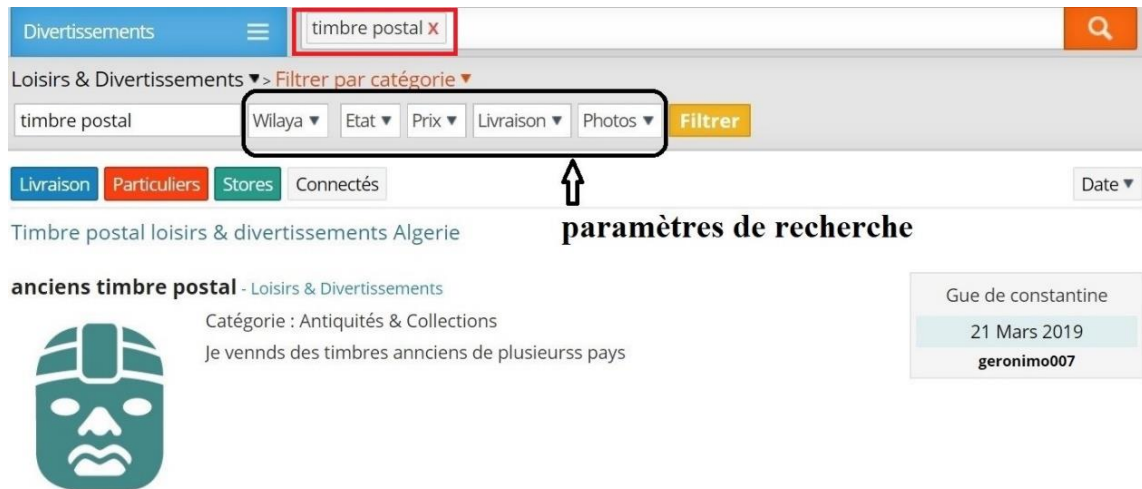 Divertissements timbre postal X
Loisirs & Divertissements ▼> Filtrer par catégorie ▼
timbre postal Wilaya ▼ Etat ▼ Prix ▼ Livraison ▼ Photos ▼ Filtrer
Livraison Particuliers Stores Connectés Date ▼
paramètres de recherche
Timbre postal loisirs & divertissements Algerie
anciens timbre postal - Loisirs & Divertissements
Gue de constantine
Catégorie : Antiquités & Collections
21 Mars 2019
Je vennds des timbres annciens de plusieurss pays
geronimo007